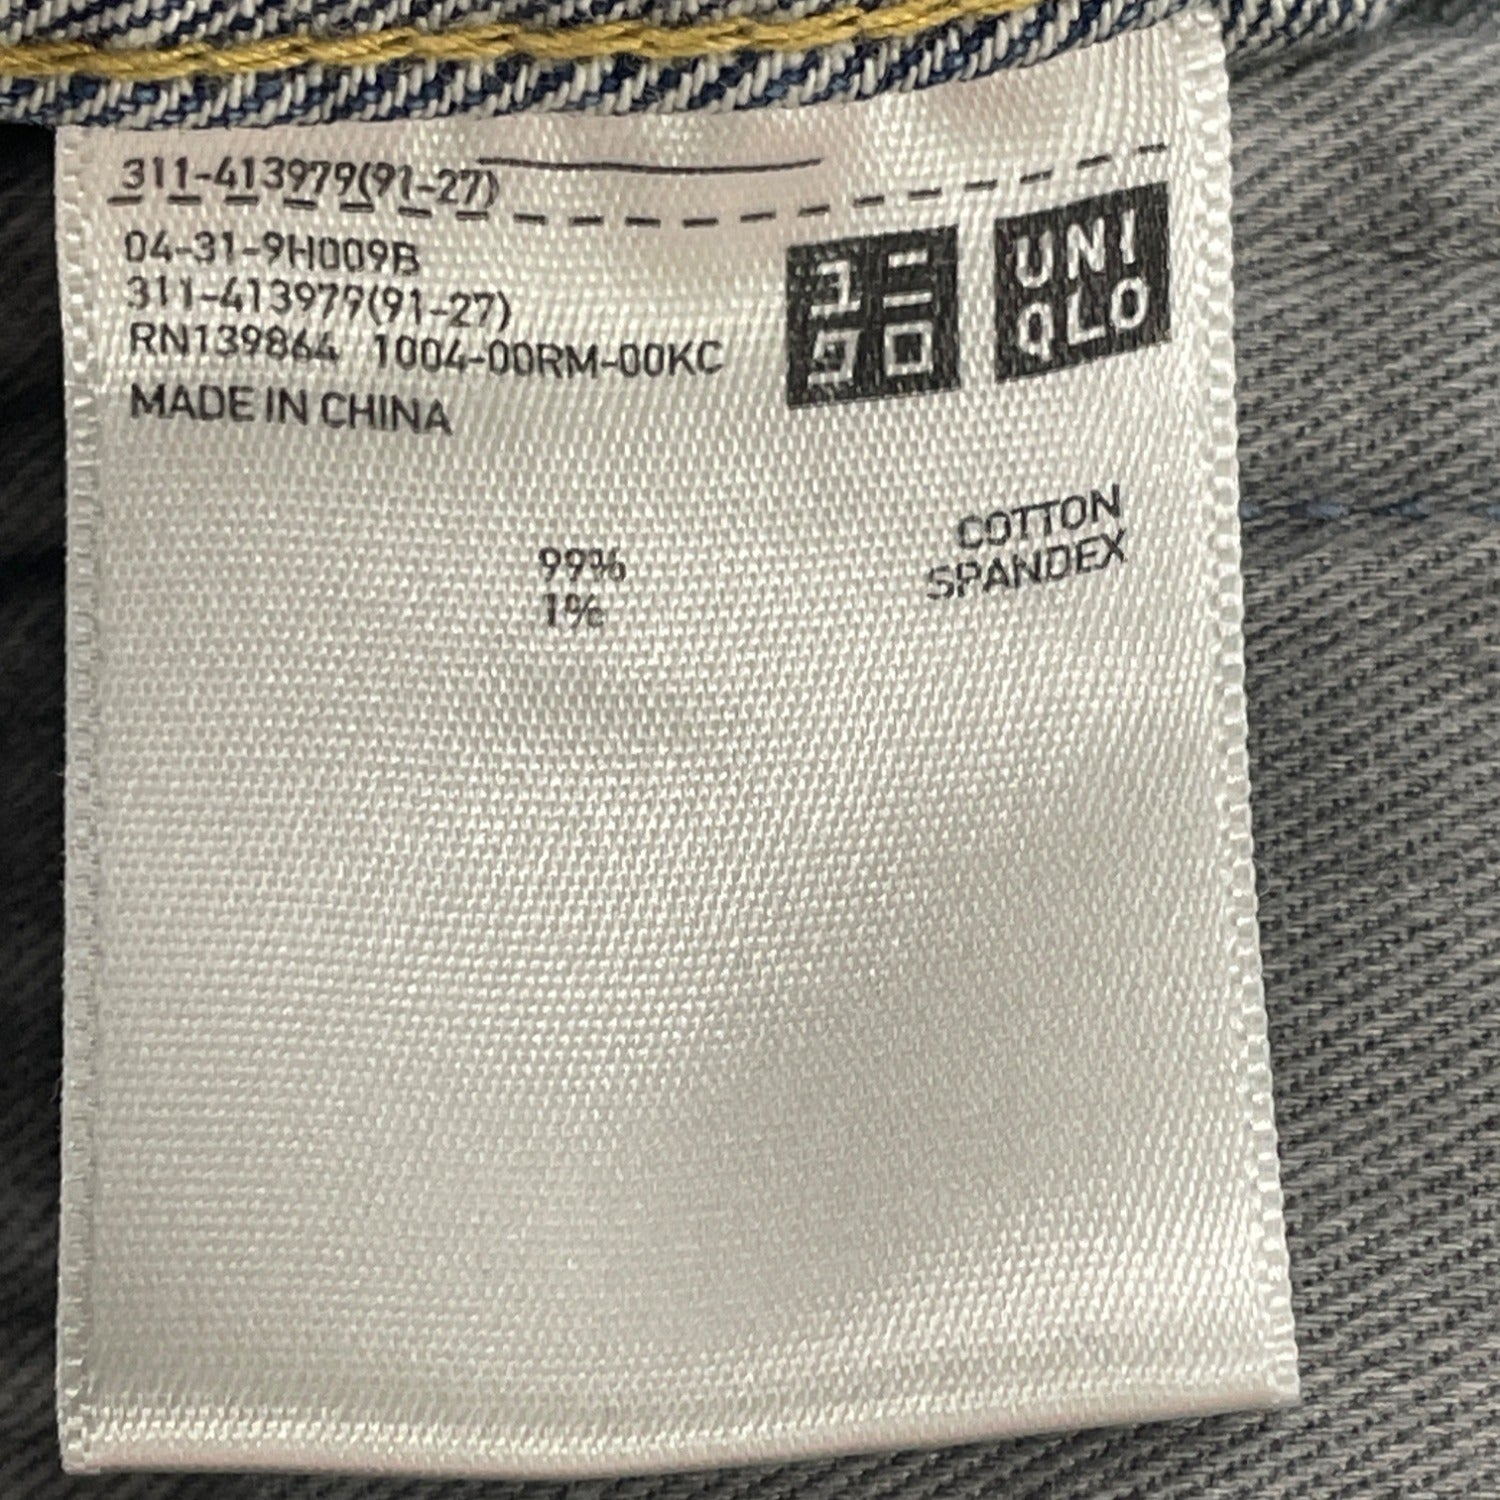 311-413979(91-27)
04-31-9H009B
311-413979(91-27)
RN139864 1004-00RM-00KC
MADE IN CHINA
ユニ
クロ
UNI
QLO
99% COTTON
1% SPANDEX